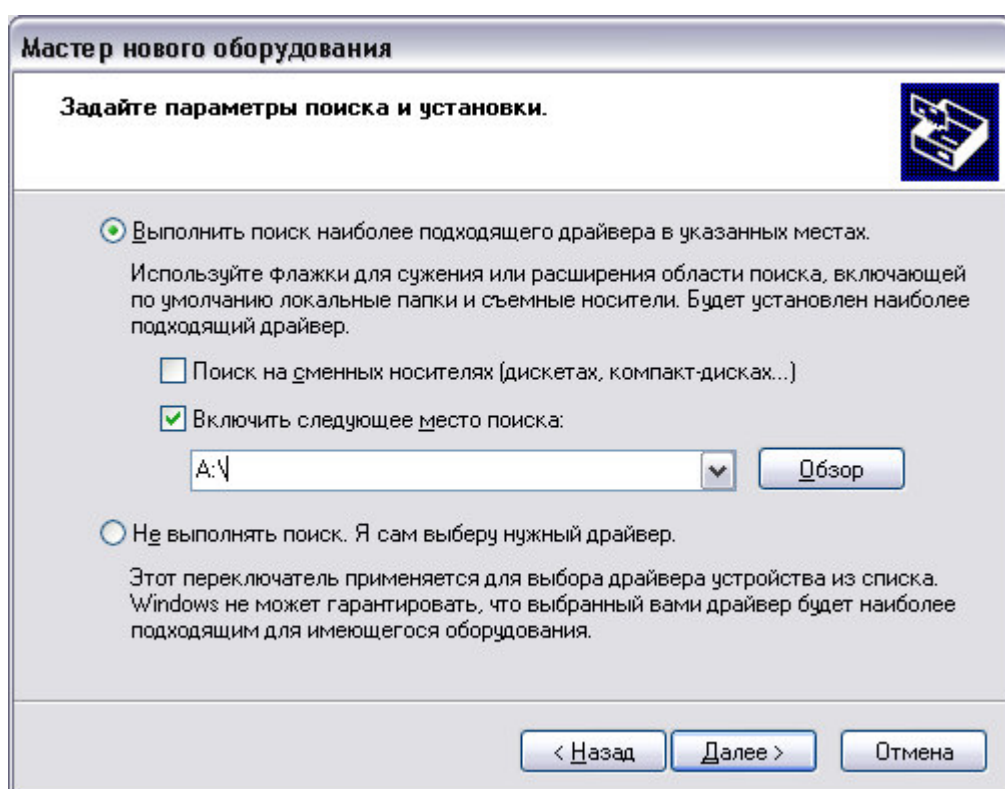 Мастер нового оборудования
Задайте параметры поиска и установки.
Выполнить поиск наиболее подходящего драйвера в указанных местах.
Используйте флажки для сужения или расширения области поиска, включающей
по умолчанию локальные папки и съемные носители. Будет установлен наиболее
подходящий драйвер.
Поиск на сменных носителях (дискетах, компакт-дисках...)
Включить следующее место поиска:
A:\
Обзор
Не выполнять поиск. Я сам выберу нужный драйвер.
Этот переключатель применяется для выбора драйвера устройства из списка.
Windows не может гарантировать, что выбранный вами драйвер будет наиболее
подходящим для имеющегося оборудования.
< Назад
Далее >
Отмена